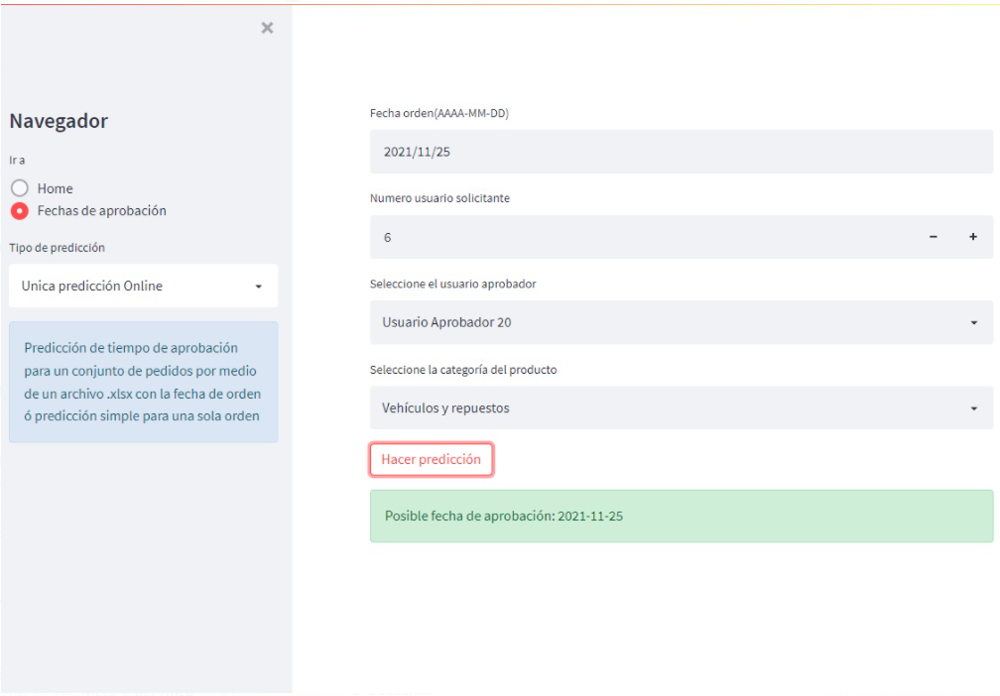 ×
Navegador
Ir a
Home
Fechas de aprobación
Tipo de predicción
Unica predicción Online
Predicción de tiempo de aprobación
para un conjunto de pedidos por medio
de un archivo .xlsx con la fecha de orden
ó predicción simple para una sola orden
Fecha orden(AAAA-MM-DD)
2021/11/25
Numero usuario solicitante
6 - +
Seleccione el usuario aprobador
Usuario Aprobador 20
Seleccione la categoría del producto
Vehículos y repuestos
Hacer predicción
Posible fecha de aprobación: 2021-11-25